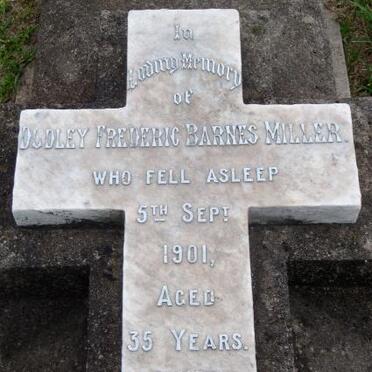 In
Loving Memory
of
DUDLEY FREDERIC BARNES MILLER.
WHO FELL ASLEEP
5TH SEPT.
1901,
AGED
35 YEARS.